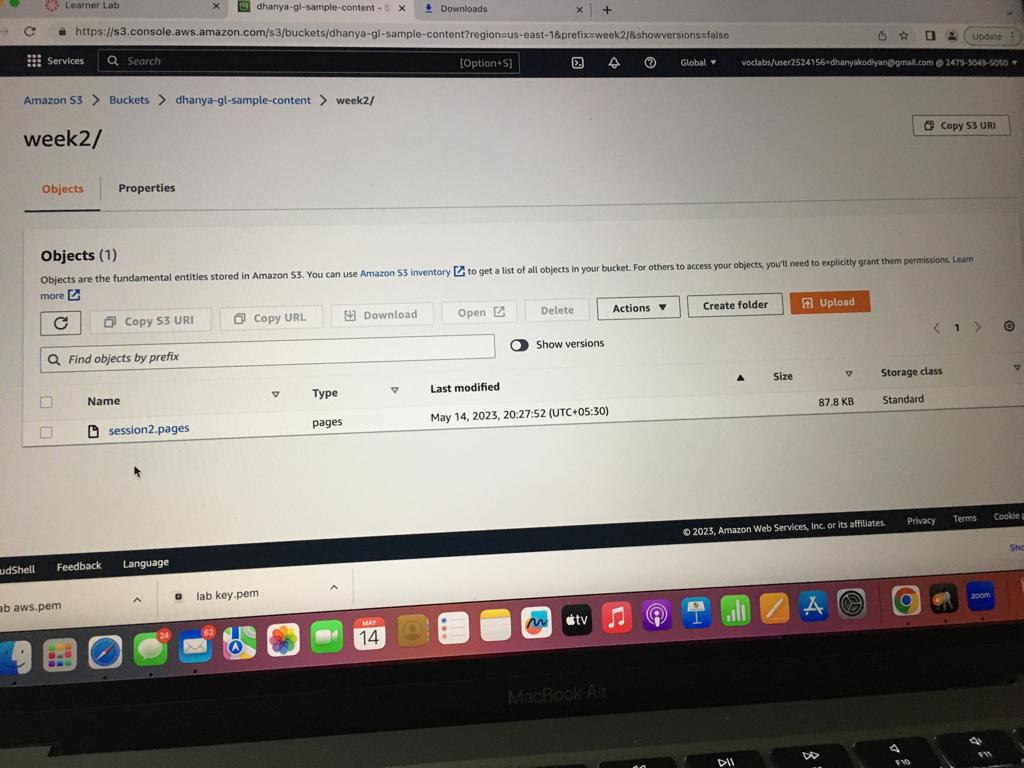 Learner Lab
dhanya-gl-sample-content - S
Downloads
https://s3.console.aws.amazon.com/s3/buckets/dhanya-gl-sample-content?region=us-east-1&prefix=week2/&showversions=false
Update
Services
Search
[Option+S]
Global
voclabs/user2524156=dhanyakodiyan@gmail.com @ 2479-3049-5050
Amazon S3 > Buckets > dhanya-gl-sample-content > week2/
week2/
Copy S3 URI
Objects
Properties
Objects (1)
Objects are the fundamental entities stored in Amazon S3. You can use Amazon S3 inventory to get a list of all objects in your bucket. For others to access your objects, you'll need to explicitly grant them permissions. Learn
more
Copy S3 URI
Copy URL
Download
Open
Delete
Actions
Create folder
Upload
Find objects by prefix
Show versions
1
Name
Type
Last modified
Size
Storage class
session2.pages
pages
May 14, 2023, 20:27:52 (UTC+05:30)
87.8 KB
Standard
© 2023, Amazon Web Services, Inc. or its affiliates.
Privacy
Terms
Cookie
udShell
Feedback
Language
ab aws.pem
lab key.pem
24
62
MAY
14
tv
zoom
MacBook Air
F10
F11